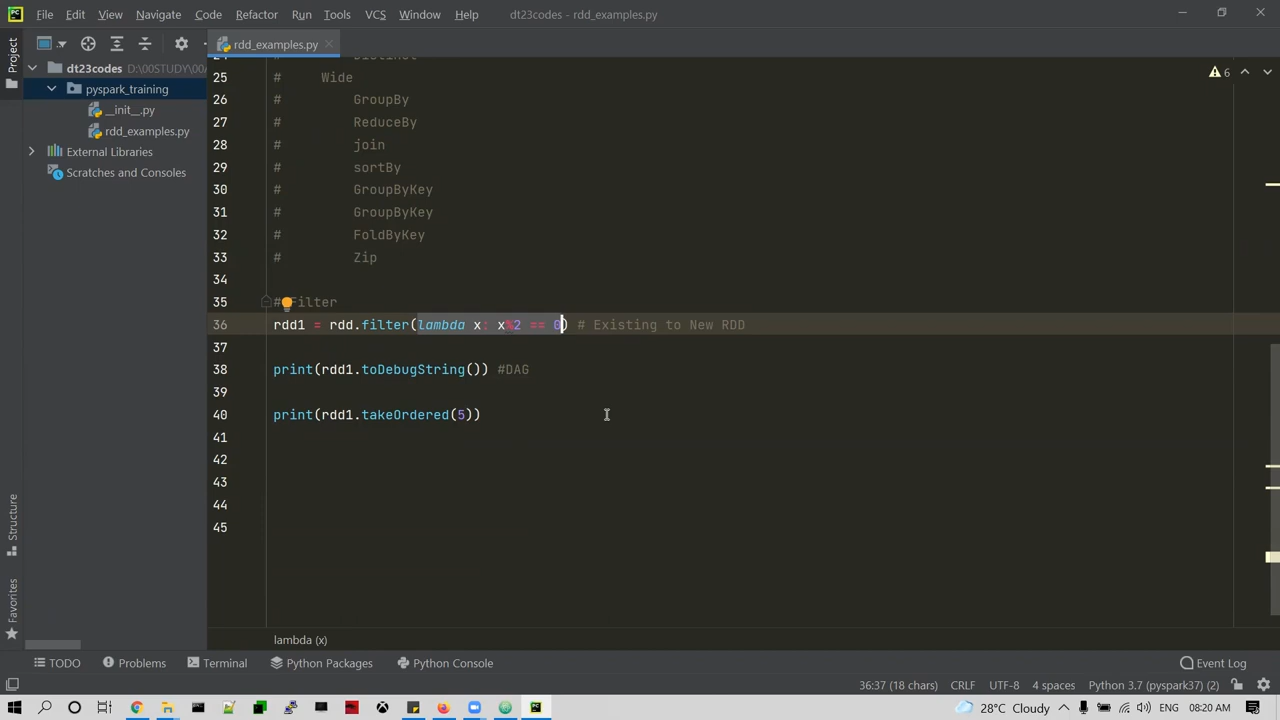 File Edit View Navigate Code Refactor Run Tools VCS Window Help dt23codes - rdd_examples.py
rdd_examples.py
Project
dt23codes D:\00STUDY\00
pyspark_training
__init__.py
rdd_examples.py
External Libraries
Scratches and Consoles
6
25 # Wide
26 # GroupBy
27 # ReduceBy
28 # join
29 # sortBy
30 # GroupByKey
31 # GroupByKey
32 # FoldByKey
33 # Zip
34
35 # Filter
36 rdd1 = rdd.filter(lambda x: x%2 == 0) # Existing to New RDD
37
38 print(rdd1.toDebugString()) #DAG
39
40 print(rdd1.takeOrdered(5))
41
42
43
44
45
Structure
Favorites
lambda (x)
TODO Problems Terminal Python Packages Python Console Event Log
36:37 (18 chars) CRLF UTF-8 4 spaces Python 3.7 (pyspark37) (2)
28°C Cloudy ENG 08:20 AM